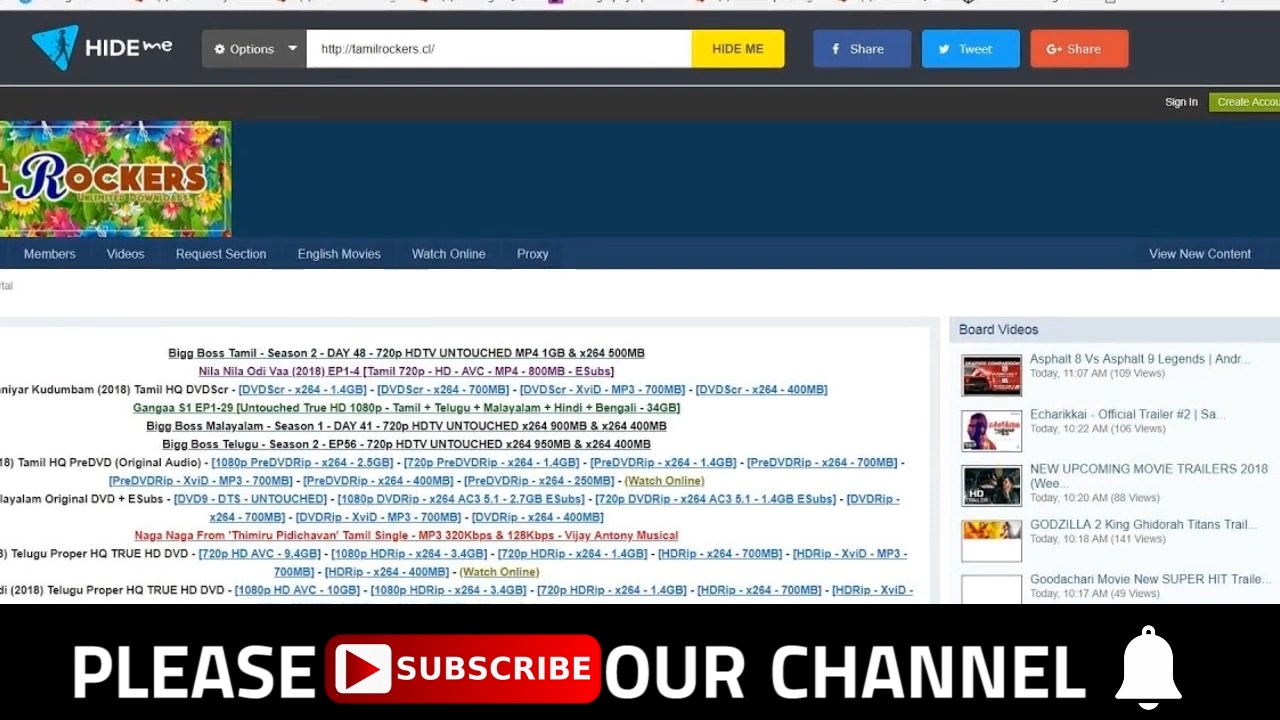 HIDEme Options http://tamilrockers.cl/ HIDE ME Share Tweet G+ Share
Sign In Create Accou
L ROCKERS
UNLIMITED DOWNLOADS
Members Videos Request Section English Movies Watch Online Proxy View New Content
rtal
Bigg Boss Tamil - Season 2 - DAY 48 - 720p HDTV UNTOUCHED MP4 1GB & x264 500MB
Nila Nila Odi Vaa (2018) EP1-4 [Tamil 720p - HD - AVC - MP4 - 800MB - ESubs]
nniyar Kudumbam (2018) Tamil HQ DVDScr - [DVDScr - x264 - 1.4GB] - [DVDScr - x264 - 700MB] - [DVDScr - XviD - MP3 - 700MB] - [DVDScr - x264 - 400MB]
Gangaa S1 EP1-29 [Untouched True HD 1080p - Tamil + Telugu + Malayalam + Hindi + Bengali - 34GB]
Bigg Boss Malayalam - Season 1 - DAY 41 - 720p HDTV UNTOUCHED x264 900MB & x264 400MB
Bigg Boss Telugu - Season 2 - EP56 - 720p HDTV UNTOUCHED x264 950MB & x264 400MB
18) Tamil HQ PreDVD (Original Audio) - [1080p PreDVDRip - x264 - 2.5GB] - [720p PreDVDRip - x264 - 1.4GB] - [PreDVDRip - x264 - 1.4GB] - [PreDVDRip - x264 - 700MB] -
[PreDVDRip - XviD - MP3 - 700MB] - [PreDVDRip - x264 - 400MB] - [PreDVDRip - x264 - 250MB] - (Watch Online)
layalam Original DVD + ESubs - [DVD9 - DTS - UNTOUCHED] - [1080p DVDRip - x264 AC3 5.1 - 2.7GB ESubs] - [720p DVDRip - x264 AC3 5.1 - 1.4GB ESubs] - [DVDRip -
x264 - 700MB] - [DVDRip - XviD - MP3 - 700MB] - [DVDRip - x264 - 400MB]
Naga Naga From 'Thimiru Pidichavan' Tamil Single - MP3 320Kbps & 128Kbps - Vijay Antony Musical
8) Telugu Proper HQ TRUE HD DVD - [720p HD AVC - 9.4GB] - [1080p HDRip - x264 - 3.4GB] - [720p HDRip - x264 - 1.4GB] - [HDRip - x264 - 700MB] - [HDRip - XviD - MP3 -
700MB] - [HDRip - x264 - 400MB] - (Watch Online)
di (2018) Telugu Proper HQ TRUE HD DVD - [1080p HD AVC - 10GB] - [1080p HDRip - x264 - 3.4GB] - [720p HDRip - x264 - 1.4GB] - [HDRip - x264 - 700MB] - [HDRip - XviD -
Board Videos
Asphalt 8 Vs Asphalt 9 Legends | Andr...
Today, 11:07 AM (109 Views)
Echarikkai - Official Trailer #2 | Sa...
Today, 10:22 AM (106 Views)
NEW UPCOMING MOVIE TRAILERS 2018
(Wee...
Today, 10:20 AM (88 Views)
GODZILLA 2 King Ghidorah Titans Trail...
Today, 10:18 AM (141 Views)
Goodachari Movie New SUPER HIT Traile...
Today, 10:17 AM (49 Views)
PLEASE SUBSCRIBE OUR CHANNEL